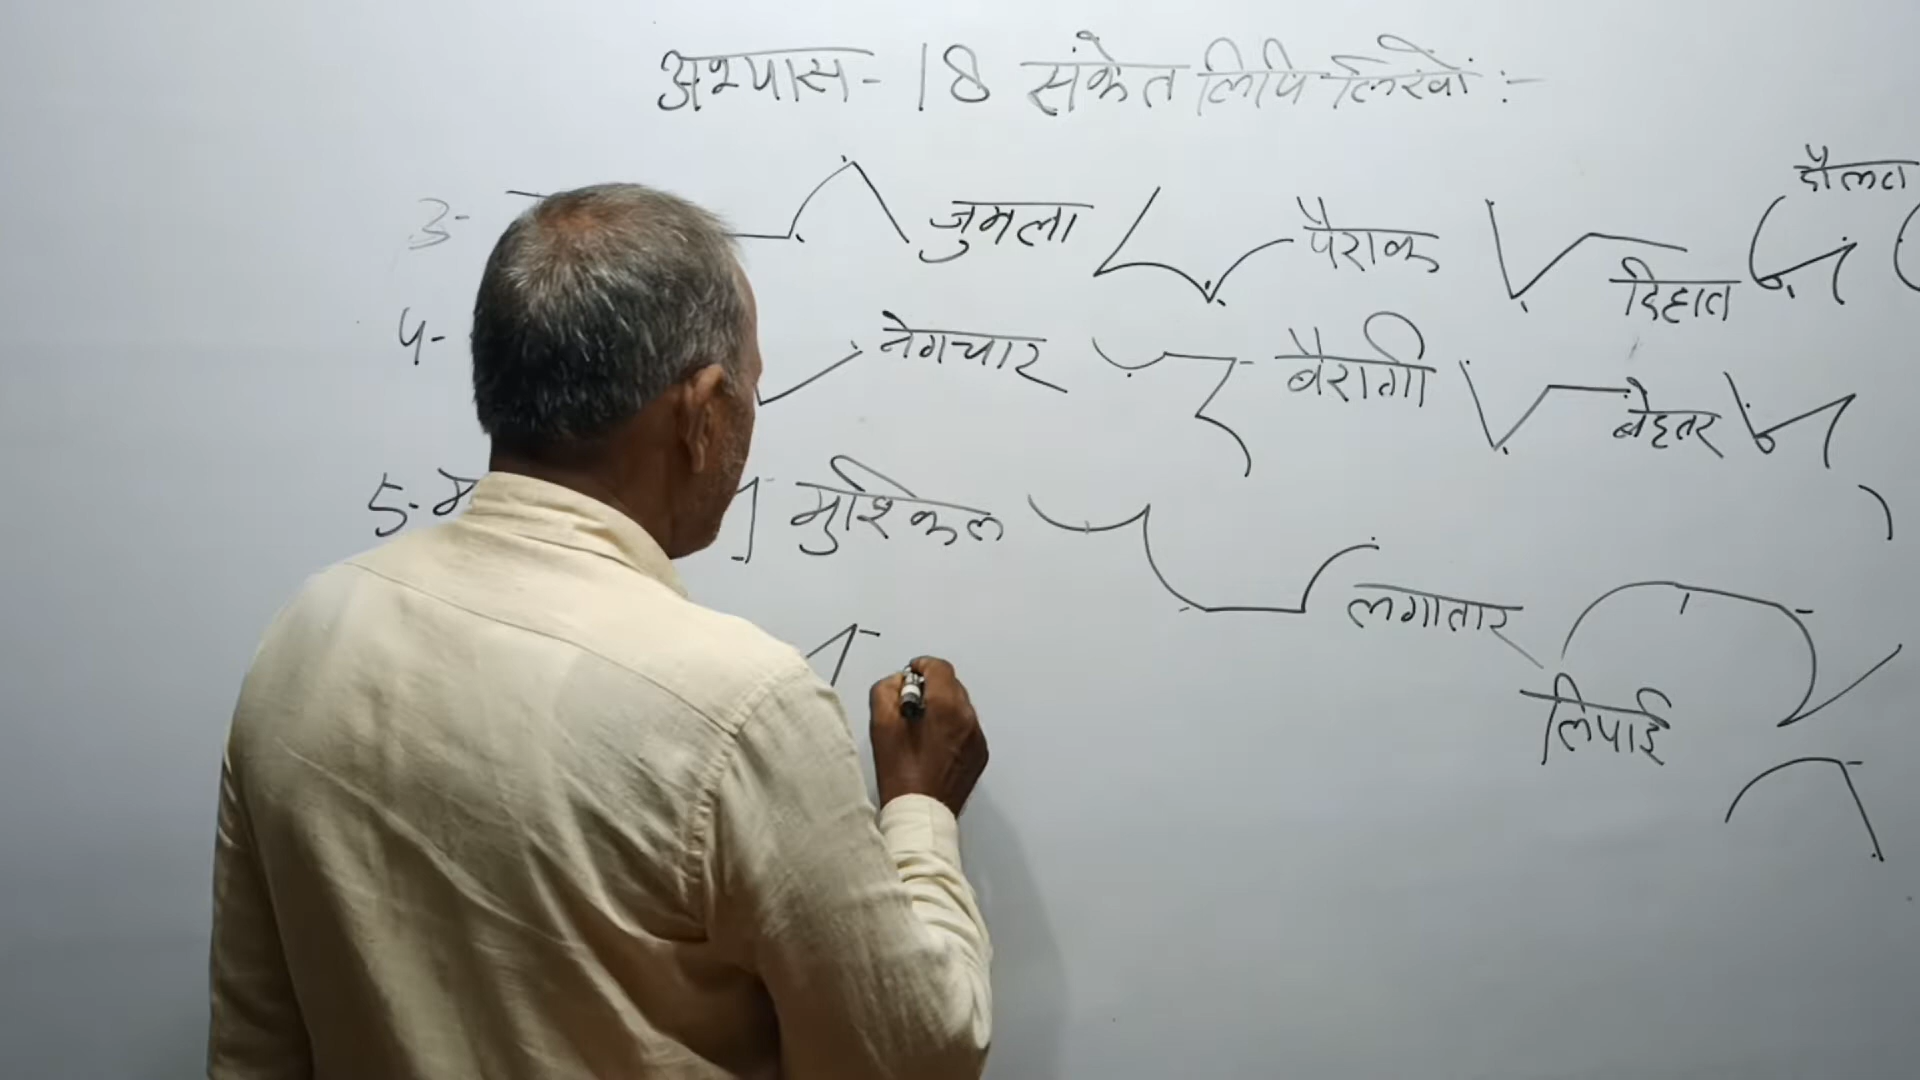 अभ्यास - 18 संकेत लिपि लिखों :-
दौलत
3- जुमला पैराक दिहात
4- नेगचार बैरागी बेहतर
5- मुश्किल लगातार
लिपाई